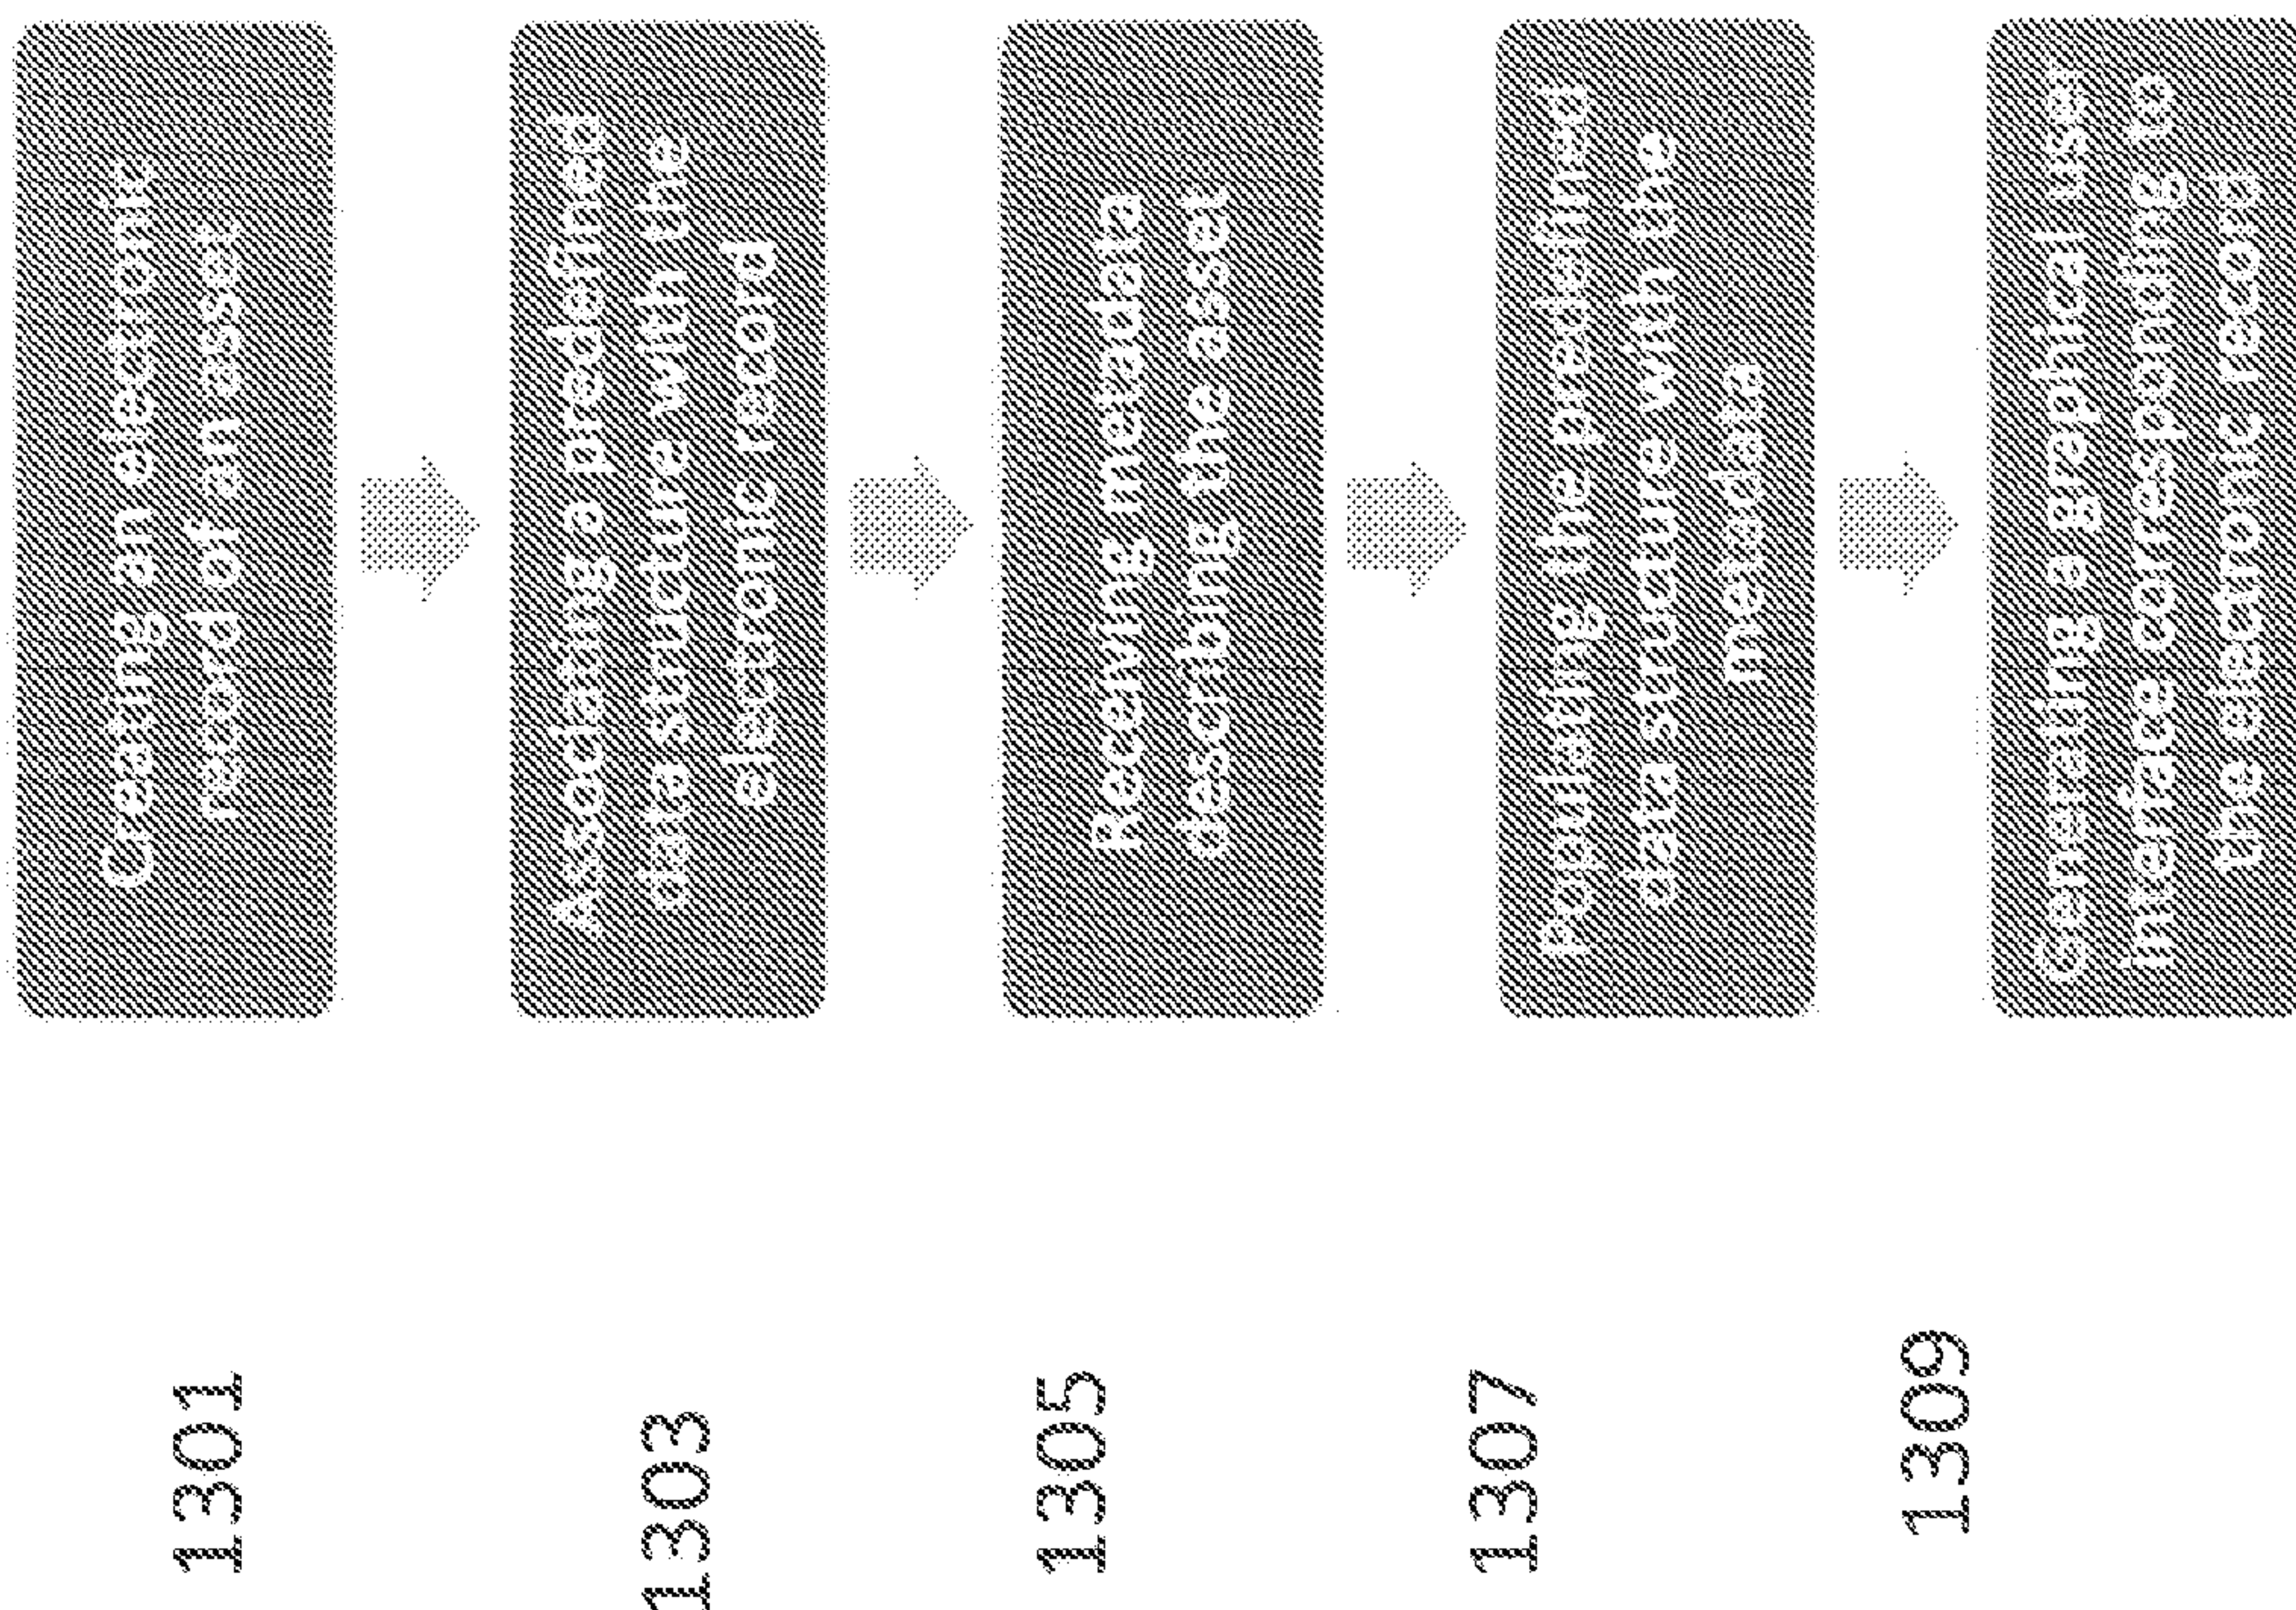 1301
Creating an electronic
record of an asset
1303
Associating a predefined
data structure with the
electronic record
1305
Receiving metadata
describing the asset
1307
Populating the predefined
data structure with the
metadata
1309
Generating a graphical user
interface corresponding to
the electronic record